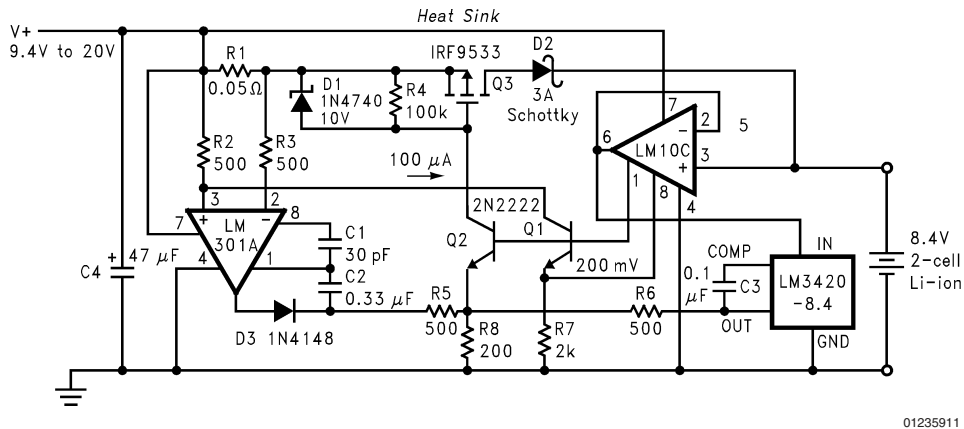 Heat Sink
V+
9.4V to 20V
R1
0.05Ω
D1
1N4740
10V
R4
100k
IRF9533
Q3
D2
3A
Schottky
7
2
5
6
LM10C
−
+
3
1
8
4
R2
500
R3
500
100 μA
3
2
7
+
−
8
LM
301A
4
1
C1
30 pF
C2
0.33 μF
2N2222
Q2
Q1
200 mV
+
47 μF
C4
D3 1N4148
R5
500
R8
200
R7
2k
R6
500
COMP
0.1
μF
C3
OUT
IN
LM3420
-8.4
GND
8.4V
2-cell
Li-ion
01235911